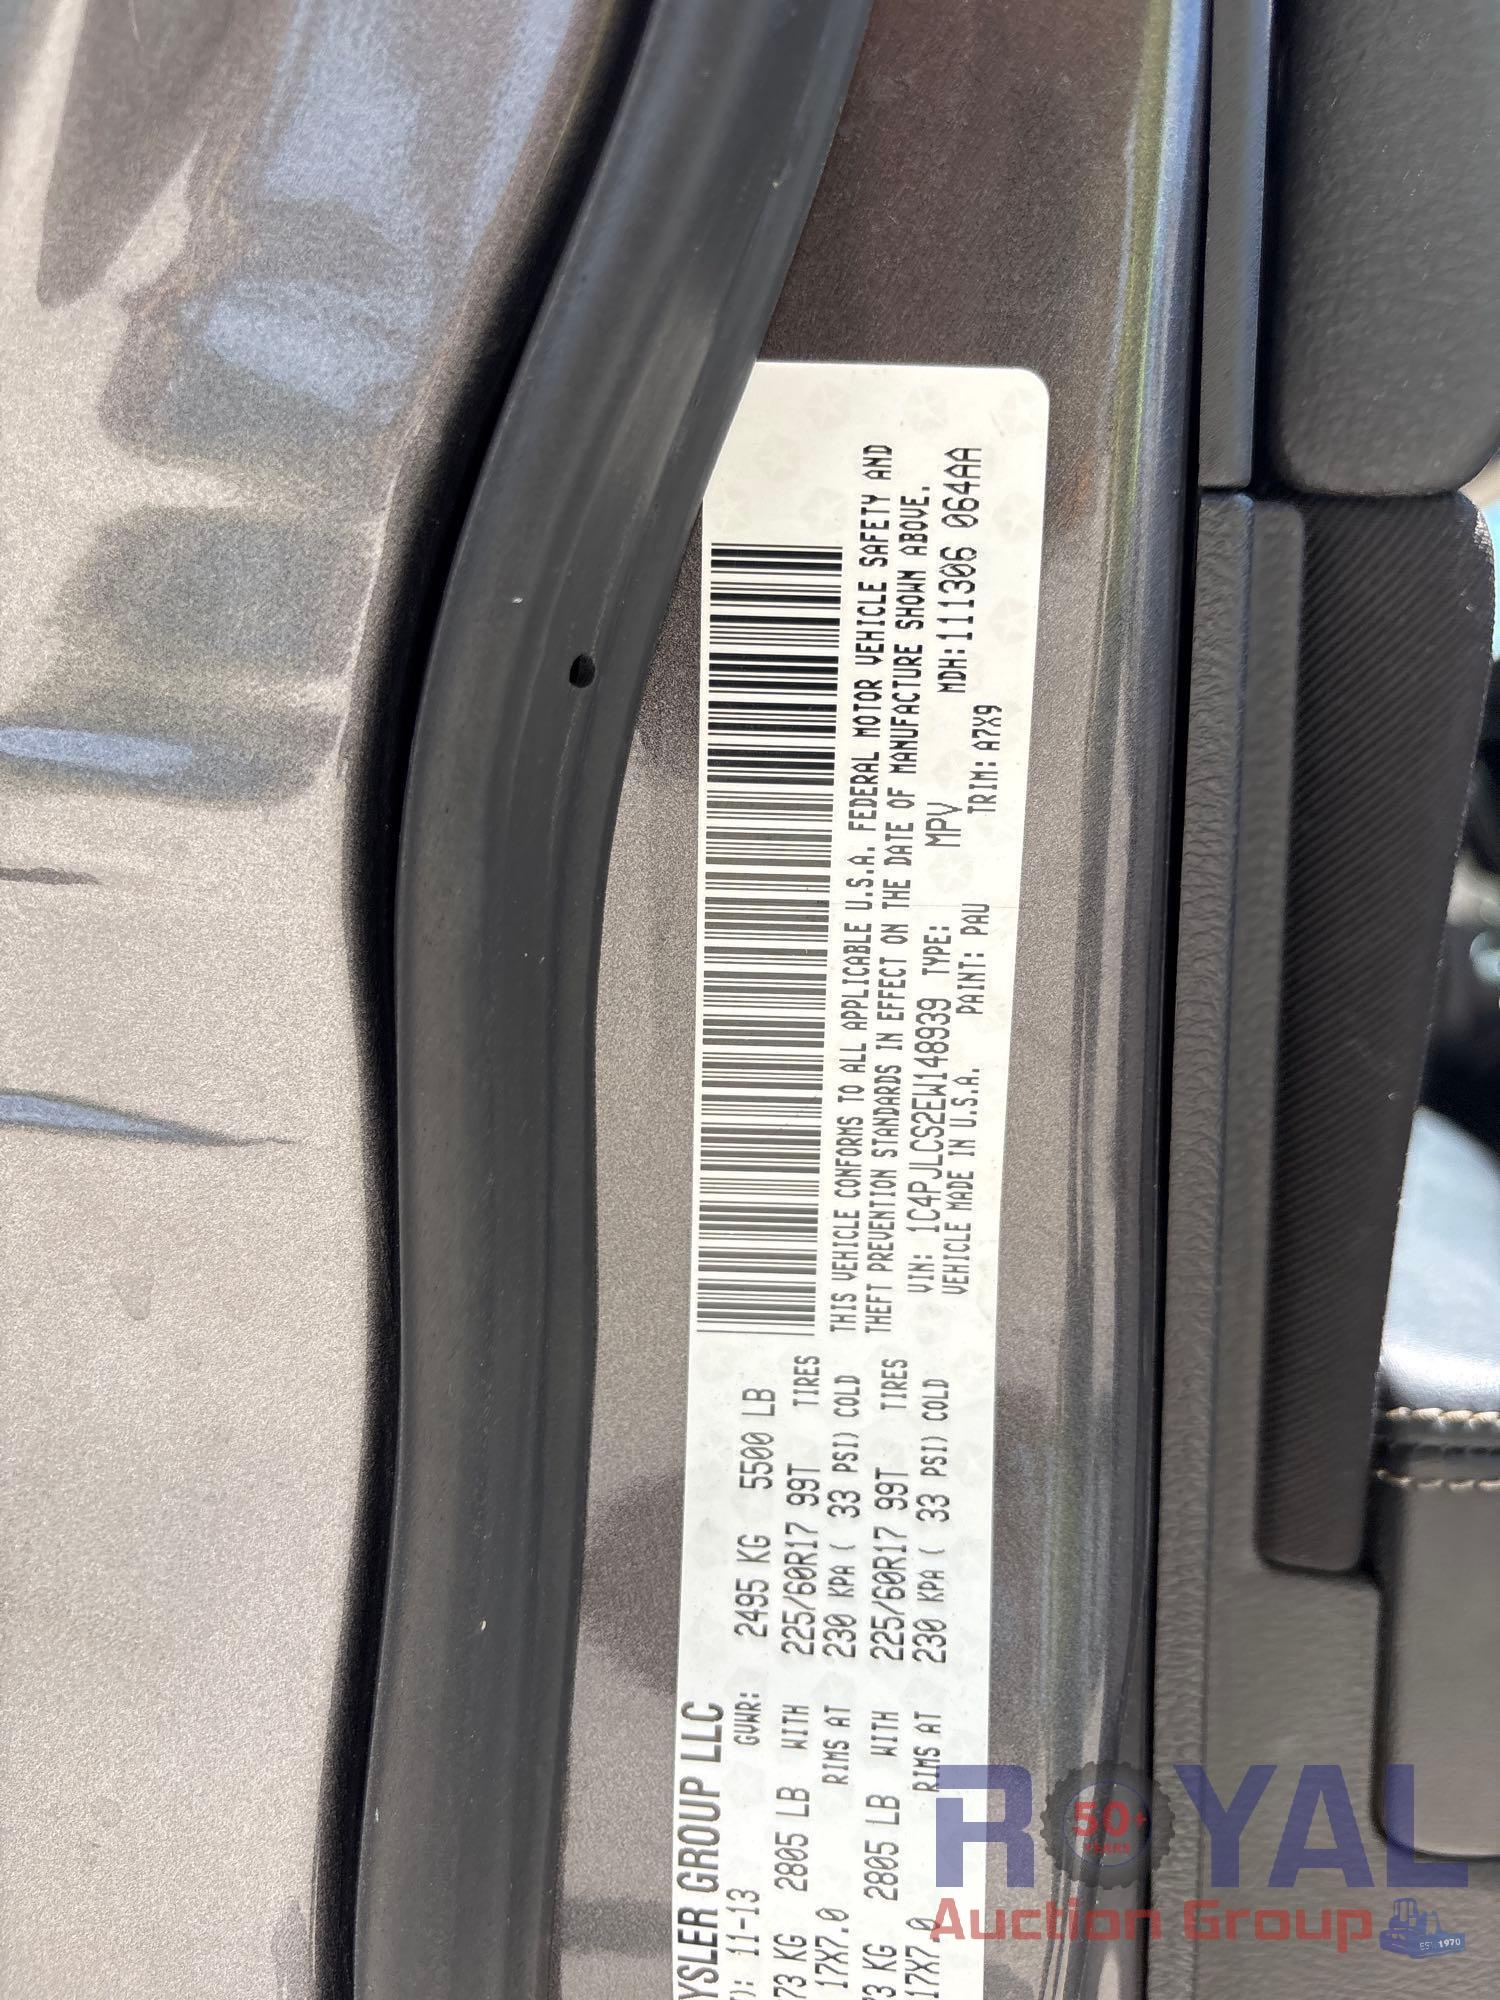 YSLER GROUP LLC
): 11-13 GVWR: 2495 KG 5500 LB
73 KG 2805 LB WITH 225/60R17 99T TIRES
17X7.0 RIMS AT 230 KPA ( 33 PSI) COLD
73 KG 2805 LB WITH 225/60R17 99T TIRES
17X7.0 RIMS AT 230 KPA ( 33 PSI) COLD
THIS VEHICLE CONFORMS TO ALL APPLICABLE U.S.A. FEDERAL MOTOR VEHICLE SAFETY AND
THEFT PREVENTION STANDARDS IN EFFECT ON THE DATE OF MANUFACTURE SHOWN ABOVE.
VIN: 1C4PJLCS2EW148939 TYPE: MPV MDH:111306 064AA
VEHICLE MADE IN U.S.A. PAINT: PAU TRIM: A7X9
ROYAL
50+
YEARS
Auction Group
EST. 1970